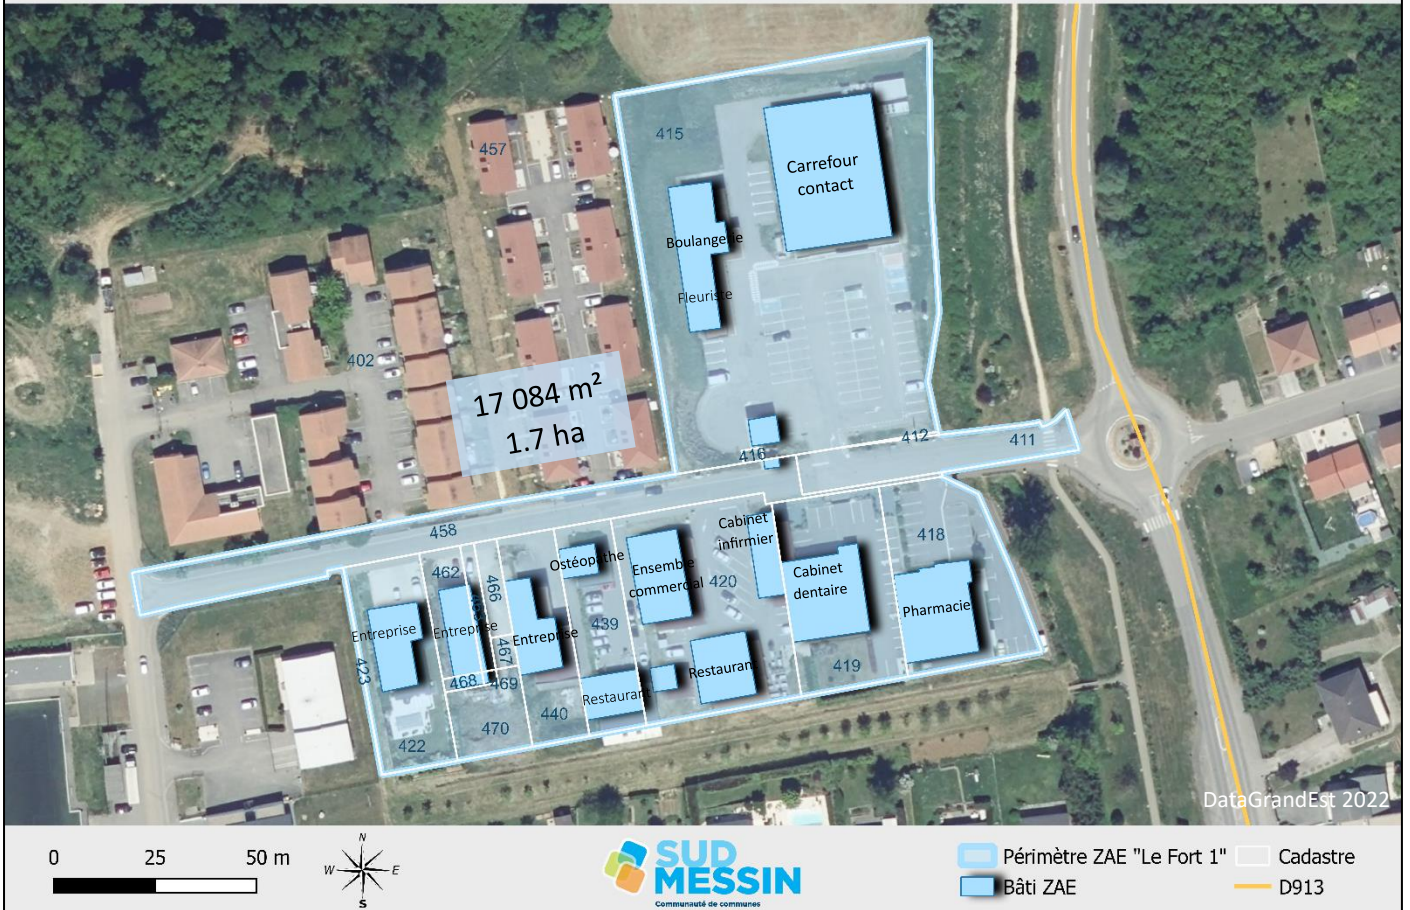 415
457
Carrefour
contact
Boulangerie
Fleuriste
402
17 084 m²
1.7 ha
412
411
416
458
418
Cabinet
infirmier
Ostéopathe
Ensemble
commercial
420
Cabinet
dentaire
462
466
Pharmacie
439
Entreprise
Entreprise
Entreprise
467
423
419
Restaurant
468
469
Restaurant
440
470
422
DataGrandEst 2022
0 25 50 m
N
W E
S
SUD
MESSIN
Communauté de communes
Périmètre ZAE "Le Fort 1"
Bâti ZAE
Cadastre
D913